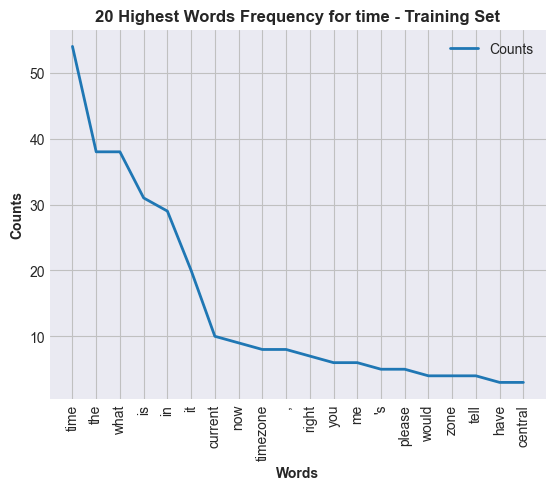 20 Highest Words Frequency for time - Training Set
Counts
Counts
50
40
30
20
10
time
the
what
is
in
it
current
now
timezone
,
right
you
me
's
please
would
zone
tell
have
central
Words